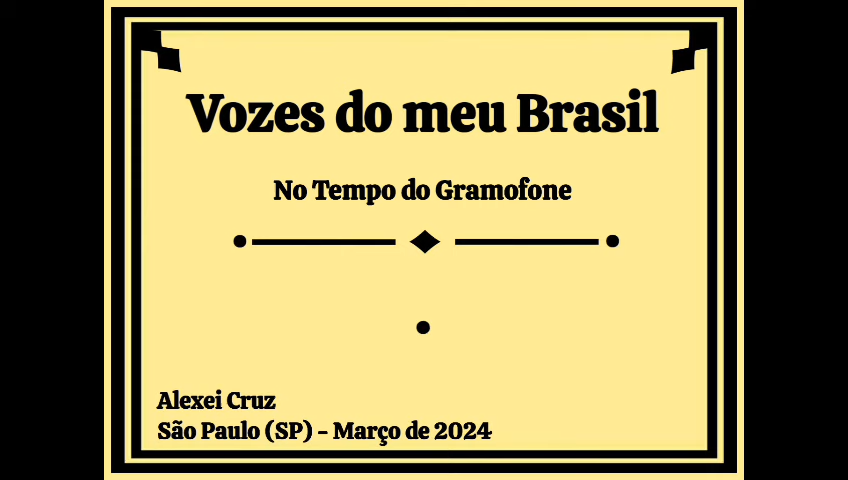 Vozes do meu Brasil
No Tempo do Gramofone
Alexei Cruz
São Paulo (SP) - Março de 2024